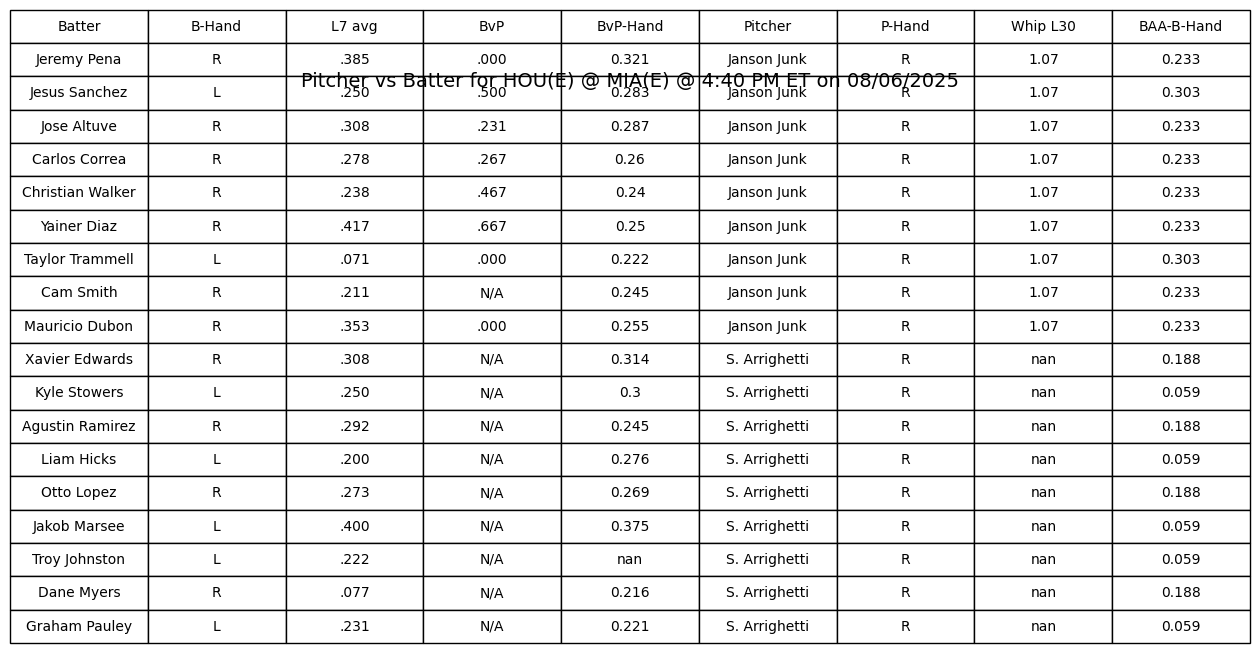 Batter B-Hand L7 avg BvP BvP-Hand Pitcher P-Hand Whip L30 BAA-B-Hand
Jeremy Pena R .385 .000 0.321 Janson Junk R 1.07 0.233
Pitcher vs Batter for HOU(E) @ MIA(E) @ 4:40 PM ET on 08/06/2025
Jesus Sanchez L .250 .500 0.283 Janson Junk R 1.07 0.303
Jose Altuve R .308 .231 0.287 Janson Junk R 1.07 0.233
Carlos Correa R .278 .267 0.26 Janson Junk R 1.07 0.233
Christian Walker R .238 .467 0.24 Janson Junk R 1.07 0.233
Yainer Diaz R .417 .667 0.25 Janson Junk R 1.07 0.233
Taylor Trammell L .071 .000 0.222 Janson Junk R 1.07 0.303
Cam Smith R .211 N/A 0.245 Janson Junk R 1.07 0.233
Mauricio Dubon R .353 .000 0.255 Janson Junk R 1.07 0.233
Xavier Edwards R .308 N/A 0.314 S. Arrighetti R nan 0.188
Kyle Stowers L .250 N/A 0.3 S. Arrighetti R nan 0.059
Agustin Ramirez R .292 N/A 0.245 S. Arrighetti R nan 0.188
Liam Hicks L .200 N/A 0.276 S. Arrighetti R nan 0.059
Otto Lopez R .273 N/A 0.269 S. Arrighetti R nan 0.188
Jakob Marsee L .400 N/A 0.375 S. Arrighetti R nan 0.059
Troy Johnston L .222 N/A nan S. Arrighetti R nan 0.059
Dane Myers R .077 N/A 0.216 S. Arrighetti R nan 0.188
Graham Pauley L .231 N/A 0.221 S. Arrighetti R nan 0.059